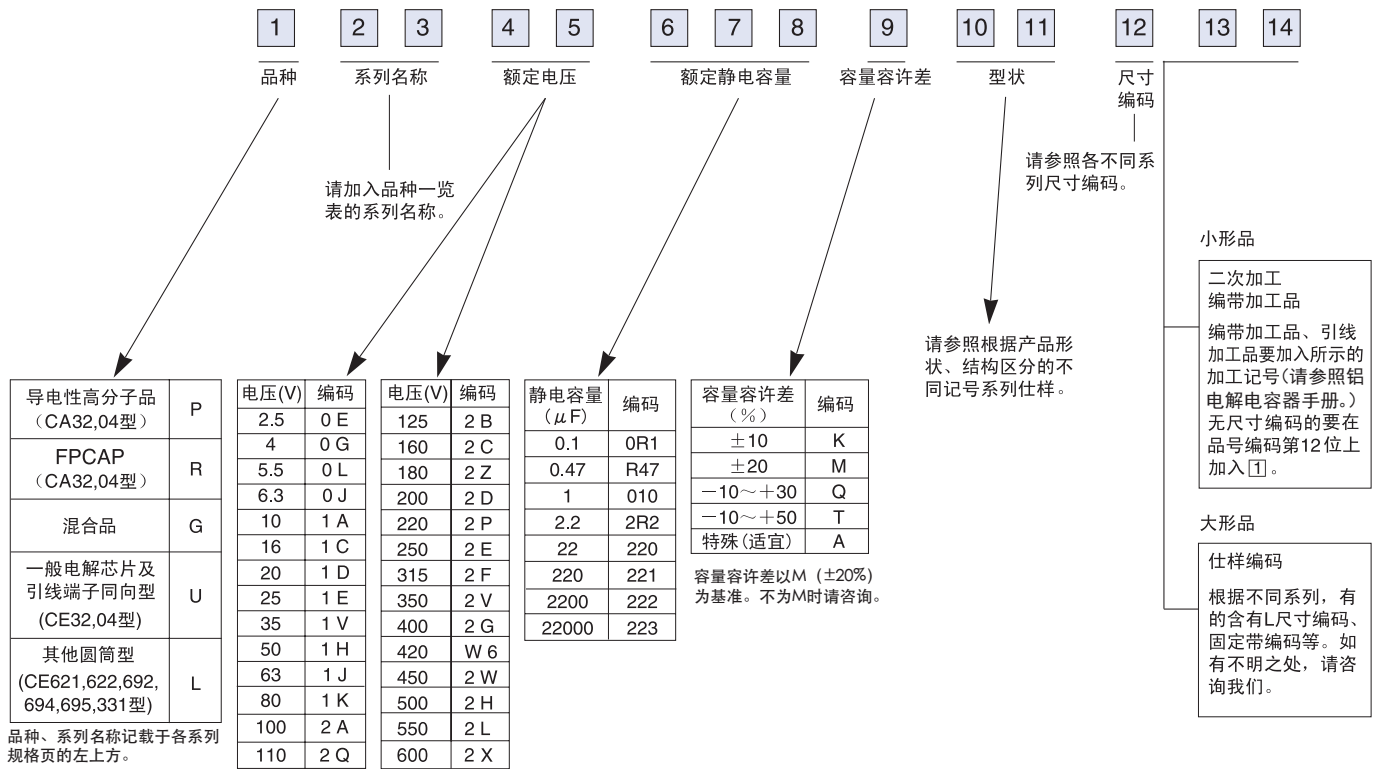 1 2 3 4 5 6 7 8 9 10 11 12 13 14
品种 系列名称 额定电压 额定静电容量 容量容许差 型状 尺寸
编码
请加入品种一览
表的系列名称。
请参照各不同系
列尺寸编码。
请参照根据产品形
状、结构区分的不
同记号系列仕样。
小形品
二次加工
编带加工品
编带加工品、引线
加工品要加入所示的
加工记号(请参照铝
电解电容器手册。)
无尺寸编码的要在
品号编码第12位上
加入1。
大形品
仕样编码
根据不同系列，有
的含有L尺寸编码、
固定带编码等。如
有不明之处，请咨
询我们。
导电性高分子品
（CA32,04型） P
FPCAP
（CA32,04型） R
混合品 G
一般电解芯片及
引线端子同向型
(CE32,04型) U
其他圆筒型
(CE621,622,692,
694,695,331型) L
品种、系列名称记载于各系列
规格页的左上方。
电压(V) 编码
2.5 0 E
4 0 G
5.5 0 L
6.3 0 J
10 1 A
16 1 C
20 1 D
25 1 E
35 1 V
50 1 H
63 1 J
80 1 K
100 2 A
110 2 Q
电压(V) 编码
125 2 B
160 2 C
180 2 Z
200 2 D
220 2 P
250 2 E
315 2 F
350 2 V
400 2 G
420 W 6
450 2 W
500 2 H
550 2 L
600 2 X
静电容量
（μF） 编码
0.1 0R1
0.47 R47
1 010
2.2 2R2
22 220
220 221
2200 222
22000 223
容量容许差
（%） 编码
±10 K
±20 M
－10～＋30 Q
－10～＋50 T
特殊(适宜) A
容量容许差以M（±20%）
为基准。不为M时请咨询。